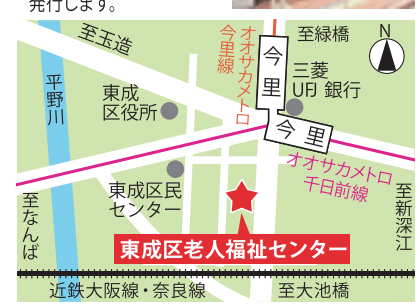 発行します。
至玉造
オオサカメトロ
今里線
至緑橋
N
平野川
今里
三菱
UFJ 銀行
東成
区役所
今里
オオサカメトロ
千日前線
東成区民
センター
至なんば
至新深江
東成区老人福祉センター
近鉄大阪線・奈良線
至大池橋